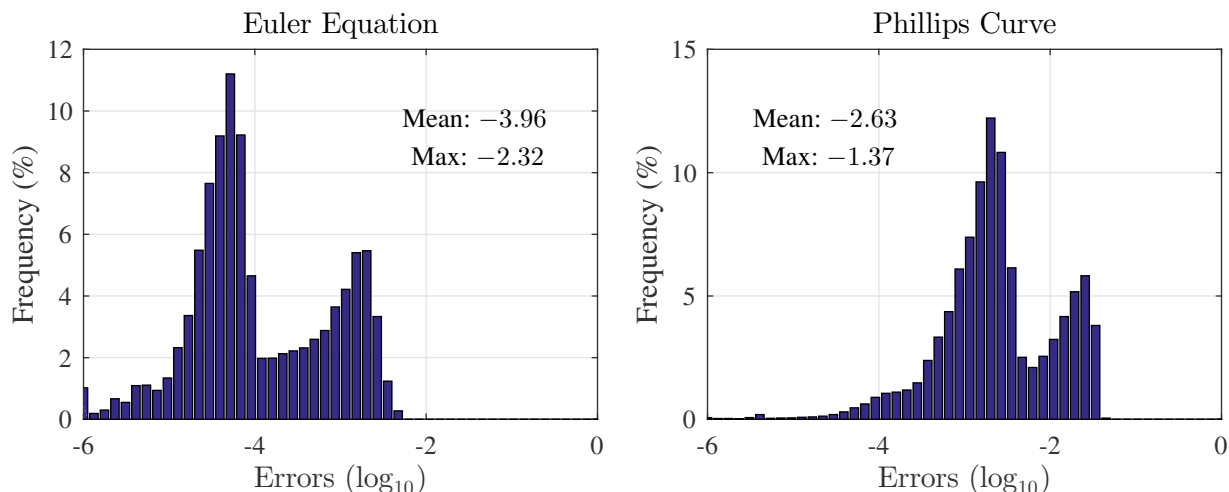 Euler Equation
12
10
8
6
4
2
0
Frequency (%)
Mean: −3.96
Max: −2.32
-6
-4
-2
0
Errors (log10)
Phillips Curve
15
10
5
0
Frequency (%)
Mean: −2.63
Max: −1.37
-6
-4
-2
0
Errors (log10)